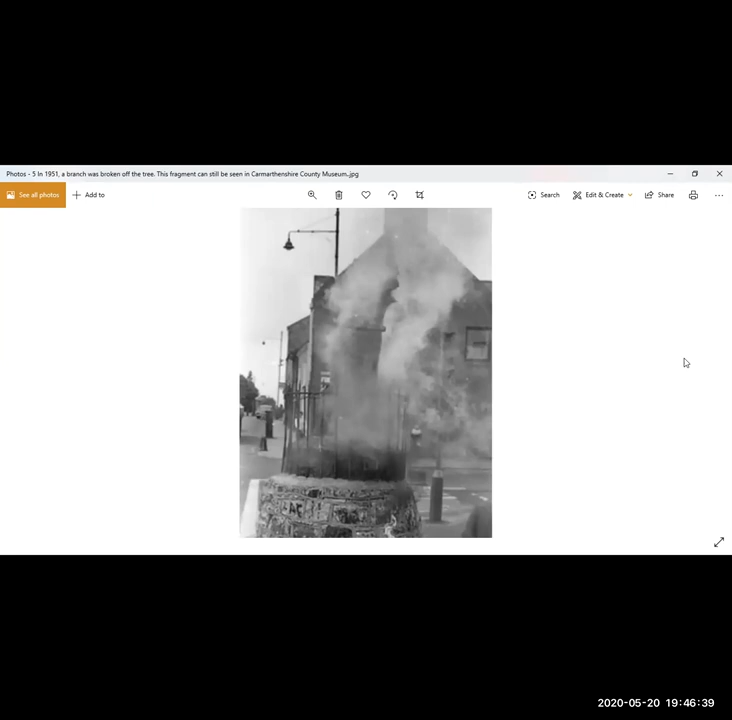 Photos - 5 In 1951, a branch was broken off the tree. This fragment can still be seen in Carmarthenshire County Museum..jpg
See all photos
Add to
Search
Edit & Create
Share
2020-05-20 19:46:39